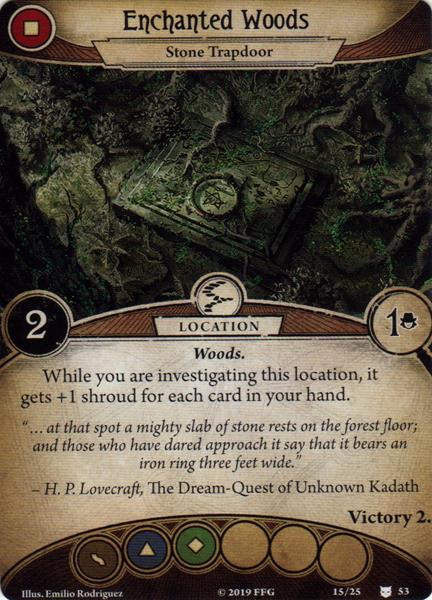 Enchanted Woods
Stone Trapdoor
2
LOCATION
1
Woods.
While you are investigating this location, it
gets +1 shroud for each card in your hand.
“… at that spot a mighty slab of stone rests on the forest floor;
and those who have dared approach it say that it bears an
iron ring three feet wide.”
– H. P. Lovecraft, The Dream-Quest of Unknown Kadath
Victory 2.
Illus. Emilio Rodriguez
© 2019 FFG
15/25
53